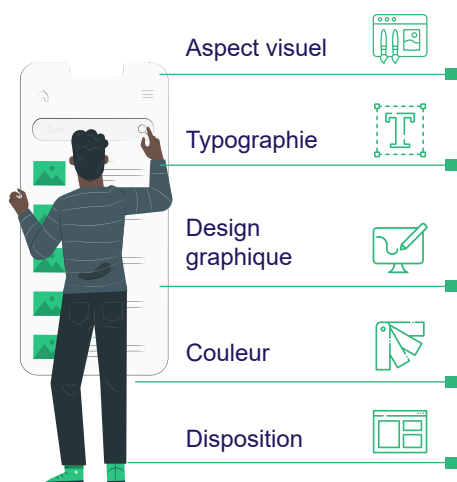 Aspect visuel
Typographie
Text
Design
graphique
Couleur
Disposition